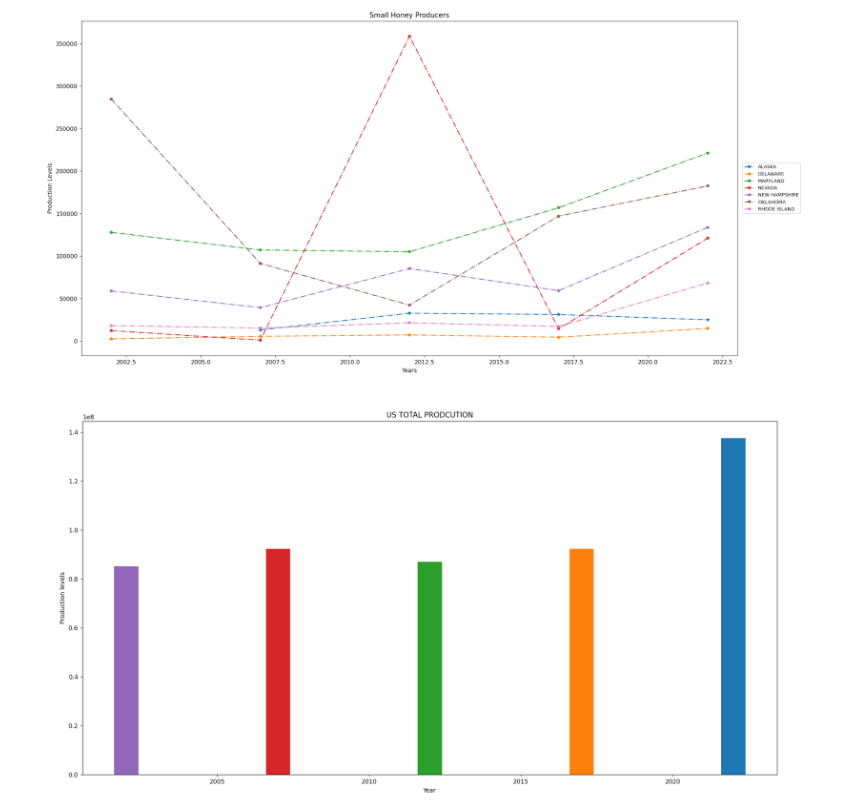 Small Honey Producers
350000
300000
250000
200000
150000
100000
50000
0
Production Levels
2002.5 2005.0 2007.5 2010.0 2012.5 2015.0 2017.5 2020.0 2022.5
Years
ALASKA
DELAWARE
MARYLAND
NEVADA
NEW HAMPSHIRE
OKLAHOMA
RHODE ISLAND
US TOTAL PRODCUTION
1e8
1.4
1.2
1.0
0.8
0.6
0.4
0.2
0.0
Production levels
2005 2010 2015 2020
Year